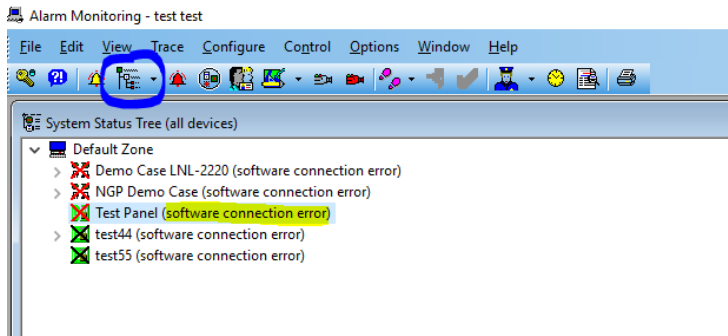 Alarm Monitoring - test test
File Edit View Trace Configure Control Options Window Help
System Status Tree (all devices)
Default Zone
Demo Case LNL-2220 (software connection error)
NGP Demo Case (software connection error)
Test Panel (software connection error)
test44 (software connection error)
test55 (software connection error)